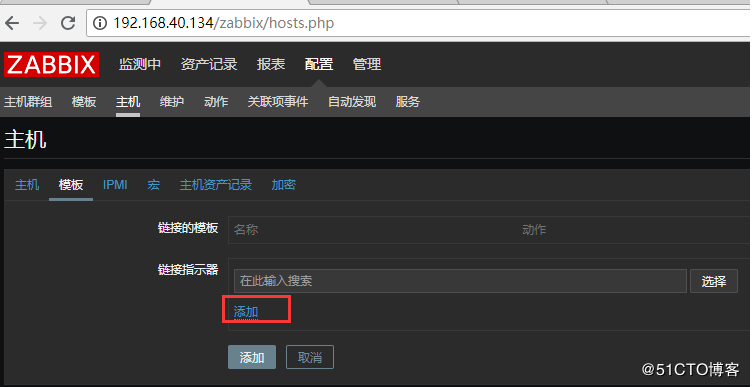 192.168.40.134/zabbix/hosts.php
ZABBIX 监测中 资产记录 报表 配置 管理
主机群组 模板 主机 维护 动作 关联项事件 自动发现 服务
主机
主机 模板 IPMI 宏 主机资产记录 加密
链接的模板 名称 动作
链接指示器
在此输入搜索 选择
添加
添加 取消
@51CTO博客